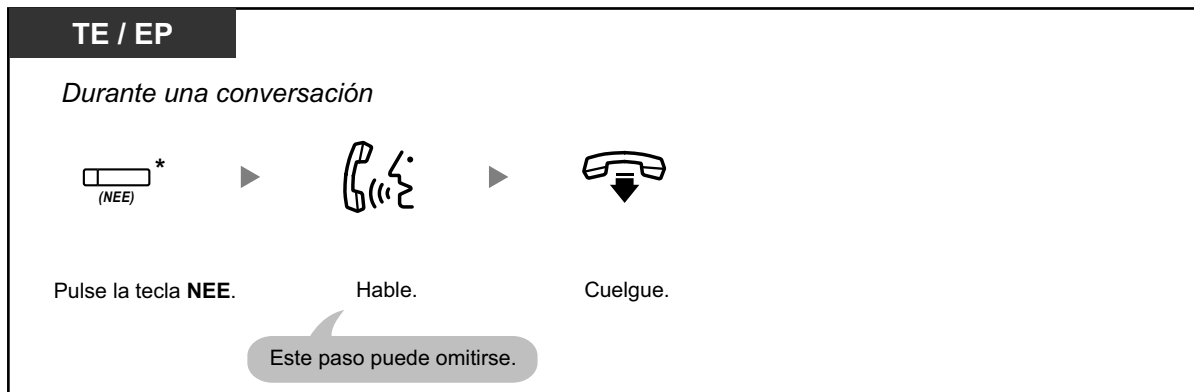 TE / EP
Durante una conversación
*
(NEE)
Pulse la tecla NEE.
Hable.
Cuelgue.
Este paso puede omitirse.